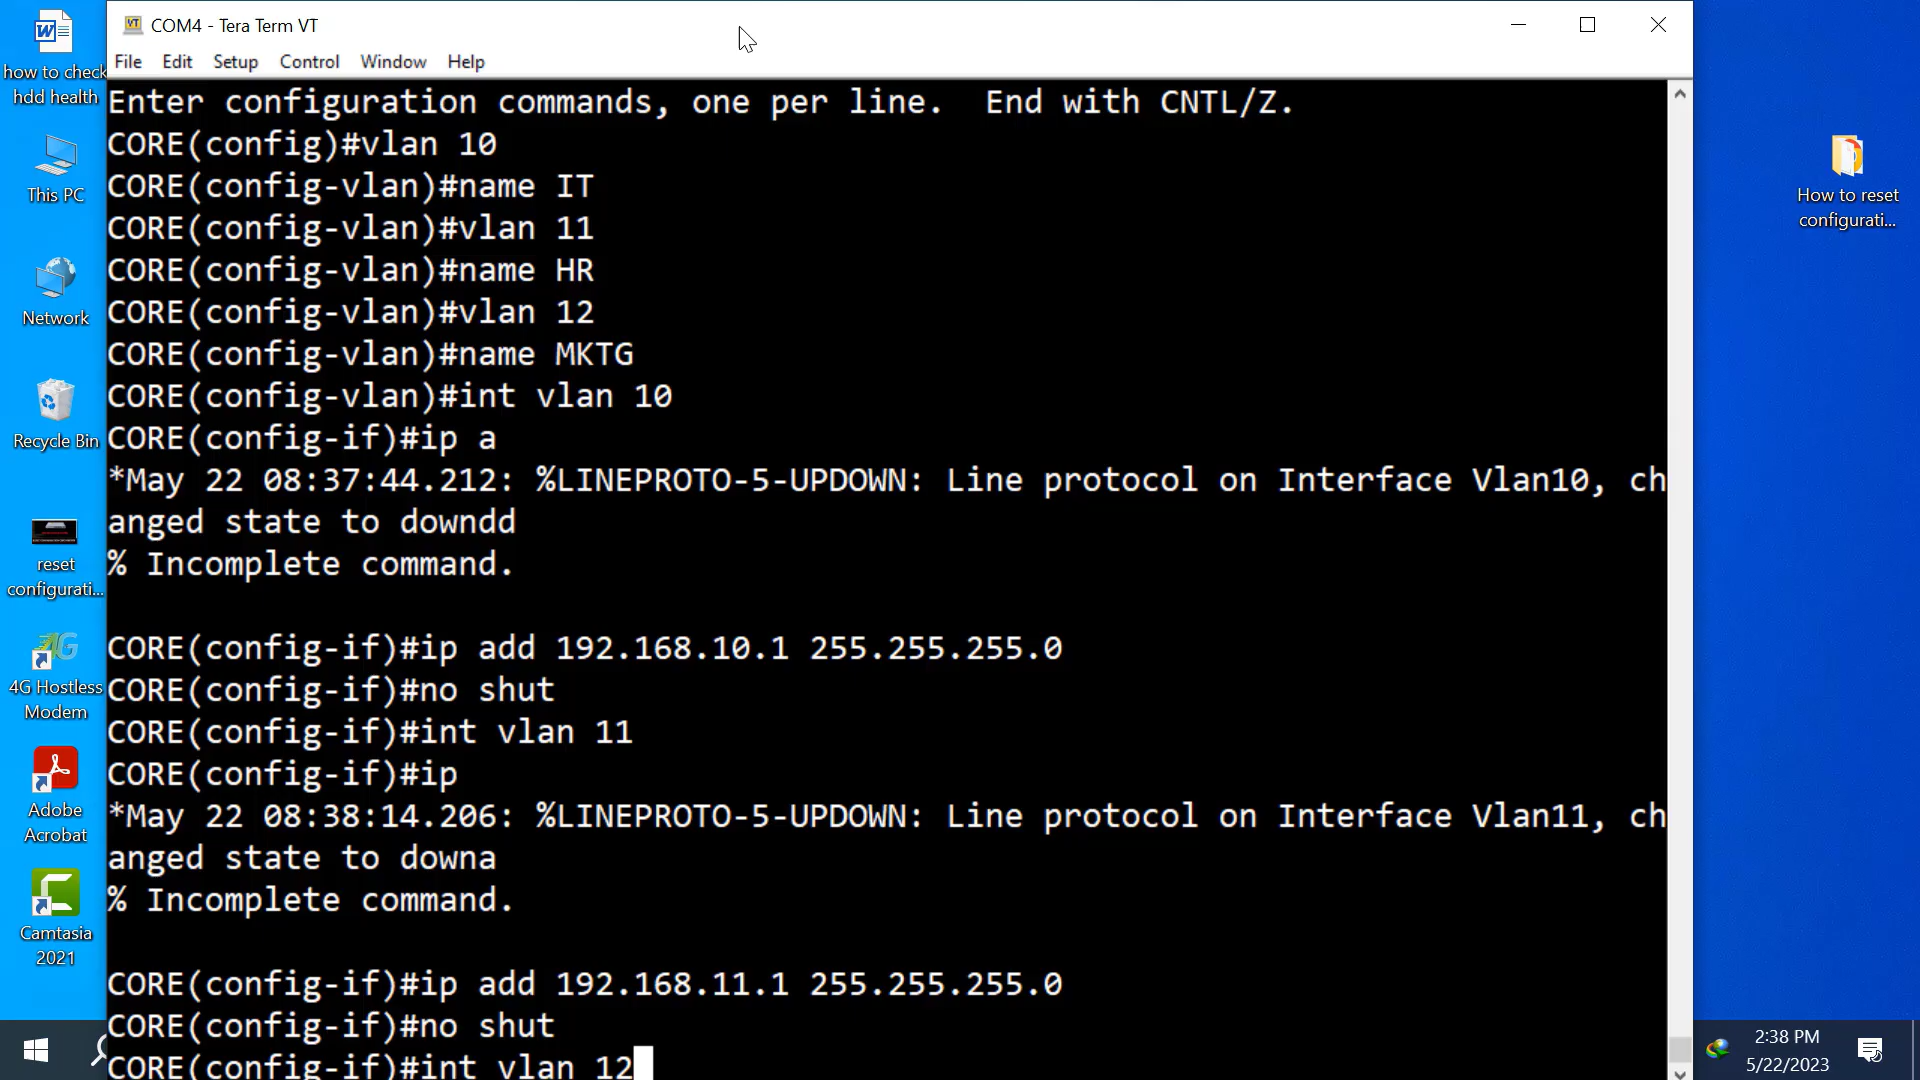 COM4 - Tera Term VT
File Edit Setup Control Window Help
Enter configuration commands, one per line.  End with CNTL/Z.
CORE(config)#vlan 10
CORE(config-vlan)#name IT
CORE(config-vlan)#vlan 11
CORE(config-vlan)#name HR
CORE(config-vlan)#vlan 12
CORE(config-vlan)#name MKTG
CORE(config-vlan)#int vlan 10
CORE(config-if)#ip a
*May 22 08:37:44.212: %LINEPROTO-5-UPDOWN: Line protocol on Interface Vlan10, ch
anged state to downdd
% Incomplete command.
CORE(config-if)#ip add 192.168.10.1 255.255.255.0
CORE(config-if)#no shut
CORE(config-if)#int vlan 11
CORE(config-if)#ip
*May 22 08:38:14.206: %LINEPROTO-5-UPDOWN: Line protocol on Interface Vlan11, ch
anged state to downa
% Incomplete command.
CORE(config-if)#ip add 192.168.11.1 255.255.255.0
CORE(config-if)#no shut
CORE(config-if)#int vlan 12
how to check
hdd health
This PC
Network
Recycle Bin
reset
configurati...
4G Hostless
Modem
Adobe
Acrobat
Camtasia
2021
How to reset
configurati...
2:38 PM
5/22/2023